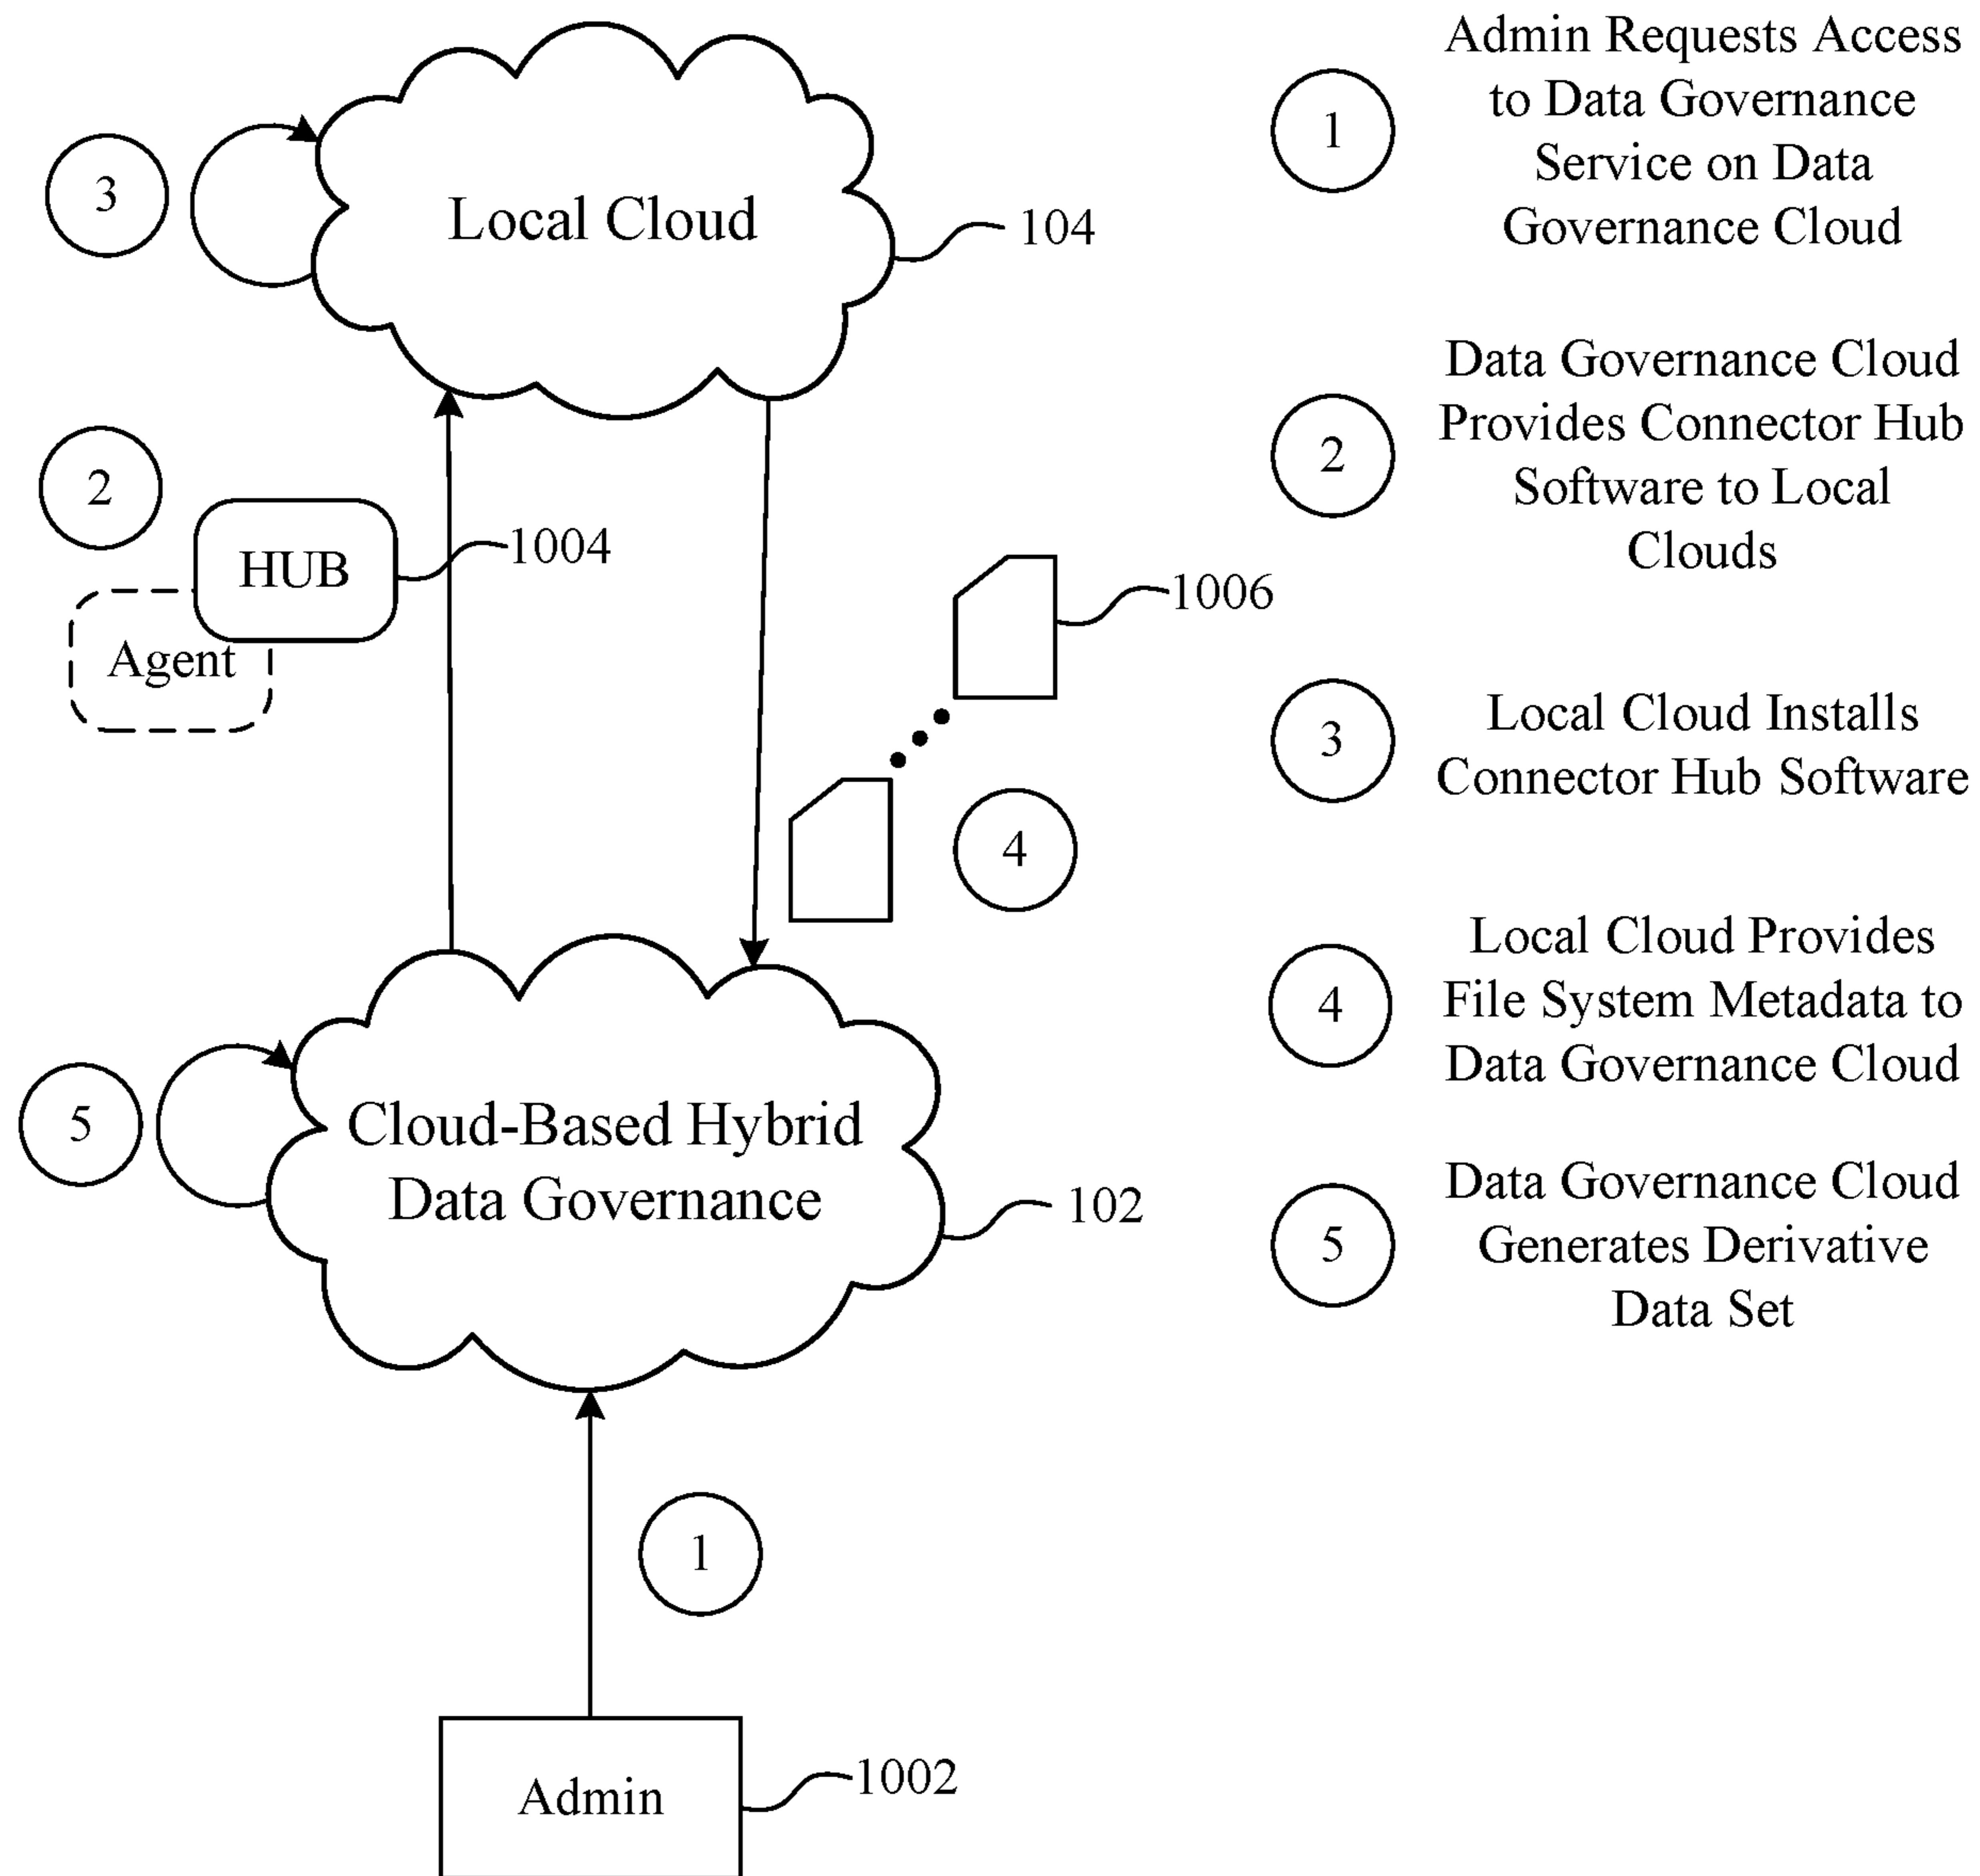 3
Local Cloud
104
2
HUB
1004
Agent
1006
4
5
Cloud-Based Hybrid
Data Governance
102
1
Admin
1002
1
Admin Requests Access
to Data Governance
Service on Data
Governance Cloud
2
Data Governance Cloud
Provides Connector Hub
Software to Local
Clouds
3
Local Cloud Installs
Connector Hub Software
4
Local Cloud Provides
File System Metadata to
Data Governance Cloud
5
Data Governance Cloud
Generates Derivative
Data Set